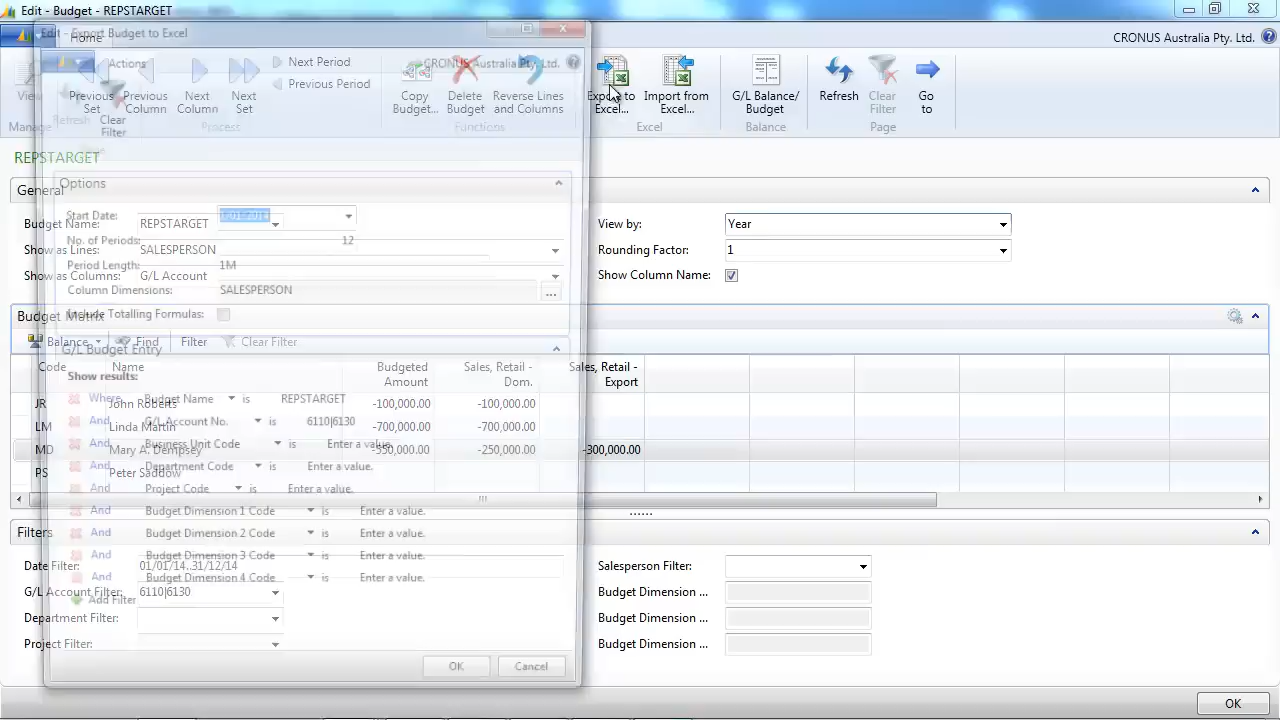 Edit - Budget - REPSTARGET
Edit - Export Budget to Excel
Home
CRONUS Australia Pty. Ltd.
Actions
CRONUS Australia Pty. Ltd.
View
Manage
Refresh
Clear Filter
Previous Set
Previous Column
Next Column
Next Set
Next Period
Previous Period
Process
Copy Budget...
Delete Budget
Reverse Lines and Columns
Functions
Export to Excel...
Import from Excel...
Excel
G/L Balance/ Budget
Balance
Refresh
Clear Filter
Go to
Page
REPSTARGET
General
Options
Budget Name: REPSTARGET
Start Date:
View by: Year
No. of Periods: 12
Show as Lines: SALESPERSON
Rounding Factor: 1
Period Length: 1M
Show as Columns: G/L Account
Show Column Name:
Column Dimensions: SALESPERSON
...
Include Totalling Formulas:
Budget Matrix
Balance Find Filter Clear Filter
G/L Budget Entry
Code Name Budgeted Amount Sales, Retail - Dom. Sales, Retail - Export
Show results:
JR John Roberts -100,000.00 -100,000.00
LM Linda Martin -700,000.00 -700,000.00
MD Mary A. Dempsey -550,000.00 -250,000.00 -300,000.00
PS Peter Saddow
Where Budget Name is REPSTARGET
And G/L Account No. is 6110|6130
And Business Unit Code is Enter a value.
And Department Code is Enter a value.
And Project Code is Enter a value.
And Budget Dimension 1 Code is Enter a value.
And Budget Dimension 2 Code is Enter a value.
And Budget Dimension 3 Code is Enter a value.
And Budget Dimension 4 Code is Enter a value.
Add Filter
Filters
Date Filter: 01/01/14..31/12/14
Salesperson Filter:
G/L Account Filter: 6110|6130
Budget Dimension ...
Department Filter:
Budget Dimension ...
Project Filter:
Budget Dimension ...
OK Cancel
OK